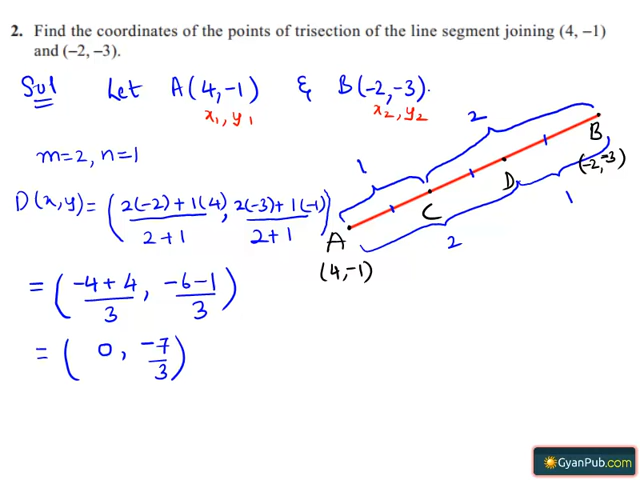 2. Find the coordinates of the points of trisection of the line segment joining (4, −1)
and (−2, −3).
Sol Let A(4,-1) & B(-2,-3).
x₁, y₁ x₂, y₂
m=2, n=1
D(x,y) = (2(-2)+1(4)/2+1, 2(-3)+1(-1)/2+1)
= (-4+4/3, -6-1/3)
= (0, -7/3)
2
B
(-2,-3)
1
D
1
C
A
2
(4,-1)
GyanPub.com